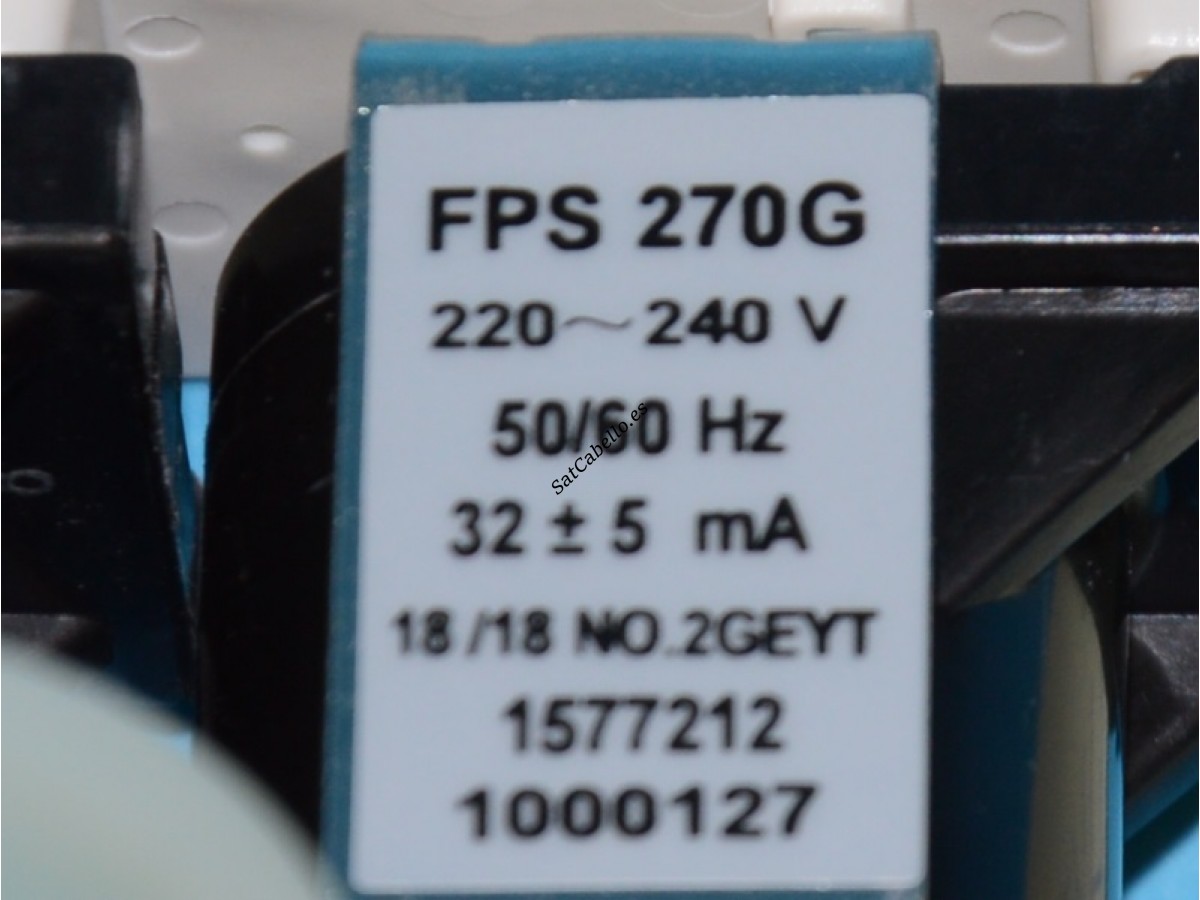 FPS 270G
220～240 V
50/60 Hz
SatCabello.es
32 ± 5 mA
18 /18 NO.2GEYT
1577212
1000127